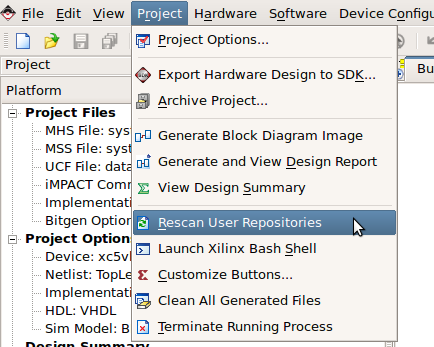 File Edit View Project Hardware Software Device Configu
Project
Platform
Project Files
MHS File: sys
MSS File: syst
UCF File: data
iMPACT Comm
Implementati
Bitgen Option
Project Option
Device: xc5vl
Netlist: TopLe
Implementati
HDL: VHDL
Sim Model: B
Design Summary
Project Options...
Export Hardware Design to SDK...
Archive Project...
Generate Block Diagram Image
Generate and View Design Report
View Design Summary
Rescan User Repositories
Launch Xilinx Bash Shell
Customize Buttons...
Clean All Generated Files
Terminate Running Process
Bu